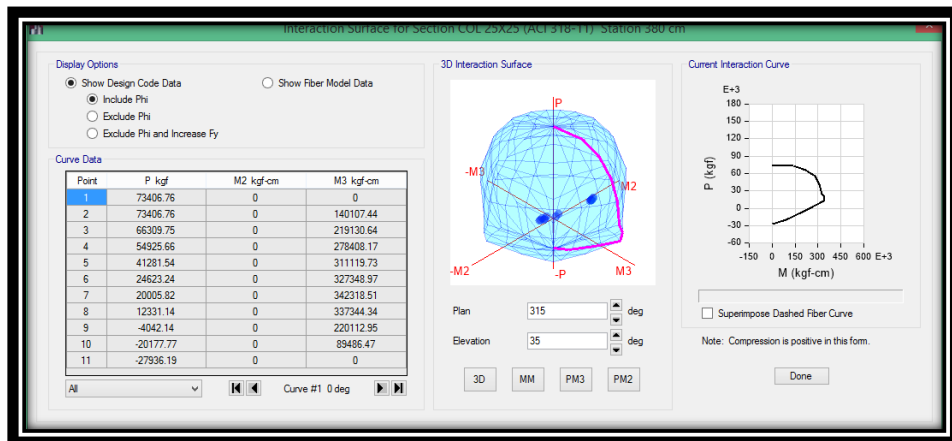 Interaction Surface for Section COL 25X25 (ACI 318-11) Station 380 cm
Display Options
Show Design Code Data
Show Fiber Model Data
Include Phi
Exclude Phi
Exclude Phi and Increase Fy
Curve Data
Point P kgf M2 kgf-cm M3 kgf-cm
1 73406.76 0 0
2 73406.76 0 140107.44
3 66309.75 0 219130.64
4 54925.66 0 278408.17
5 41281.54 0 311119.73
6 24623.24 0 327348.97
7 20005.82 0 342318.51
8 12331.14 0 337344.34
9 -4042.14 0 220112.95
10 -20177.77 0 89486.47
11 -27936.19 0 0
All
Curve #1 0 deg
3D Interaction Surface
P
-M3
M2
-M2
-P
M3
Plan 315 deg
Elevation 35 deg
3D MM PM3 PM2
Current Interaction Curve
E+3
180
150
120
90
60
30
0
-30
-60
P (kgf)
-150 0 150 300 450 600 E+3
M (kgf-cm)
Superimpose Dashed Fiber Curve
Note: Compression is positive in this form.
Done